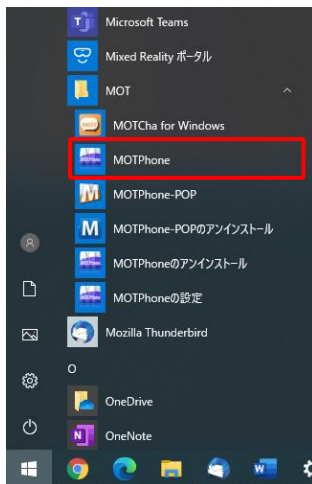 Microsoft Teams
Mixed Reality ポータル
MOT
MOTCha for Windows
MOTPhone
MOTPhone-POP
MOTPhone-POPのアンインストール
MOTPhoneのアンインストール
MOTPhoneの設定
Mozilla Thunderbird
O
OneDrive
OneNote